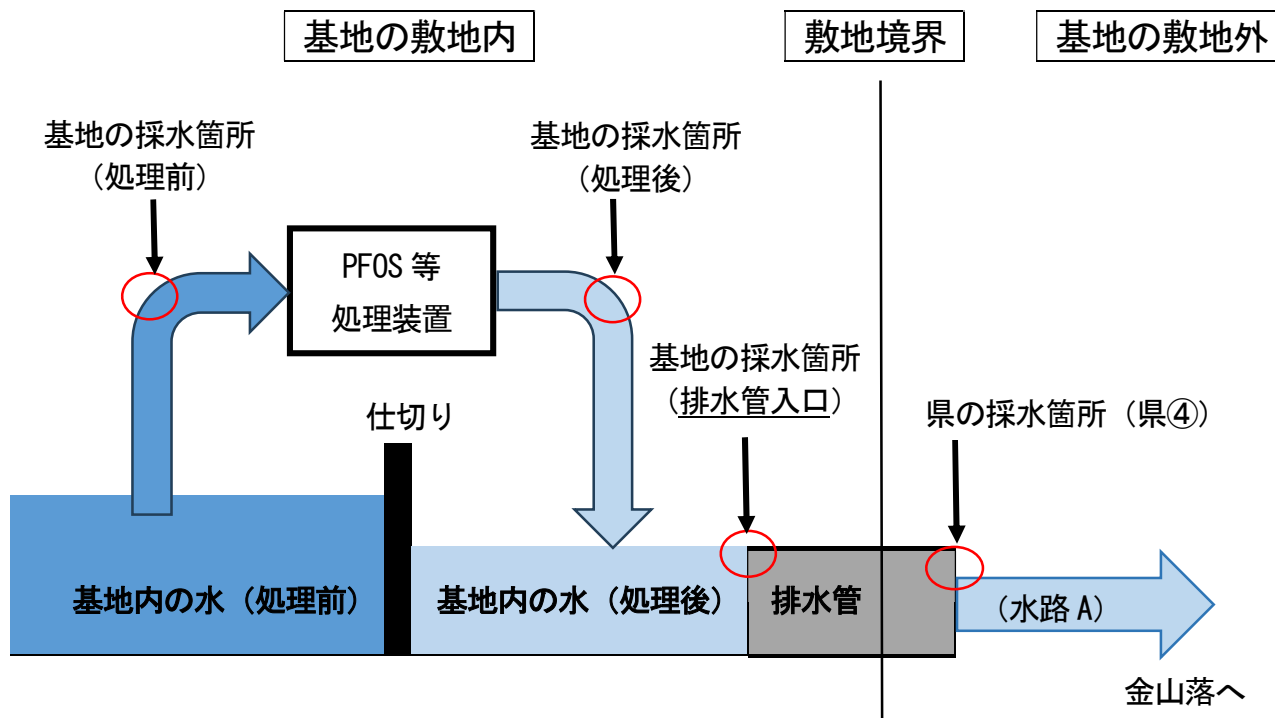 基地の敷地内
敷地境界
基地の敷地外
基地の採水箇所
（処理前）
基地の採水箇所
（処理後）
PFOS 等
処理装置
基地の採水箇所
（排水管入口）
仕切り
県の採水箇所（県④）
基地内の水（処理前）
基地内の水（処理後）
排水管
（水路 A）
金山落へ